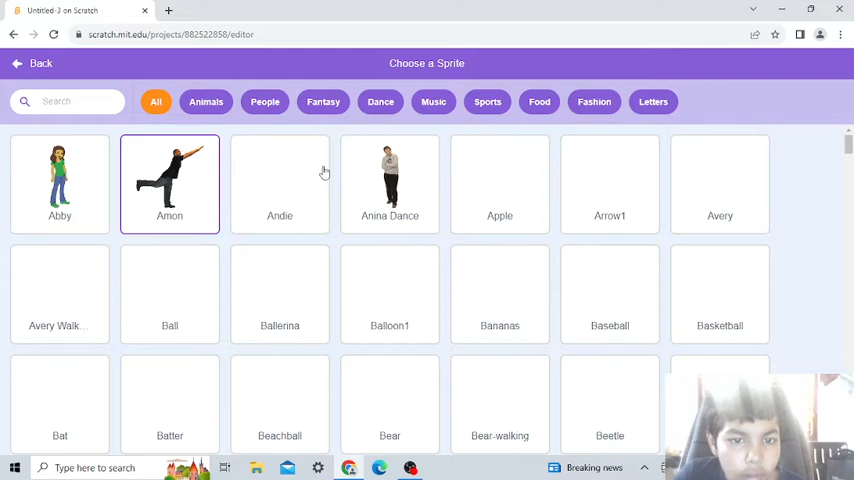 Untitled-3 on Scratch
scratch.mit.edu/projects/882522858/editor
Back
Choose a Sprite
Search
All
Animals
People
Fantasy
Dance
Music
Sports
Food
Fashion
Letters
Abby
Amon
Andie
Anina Dance
Apple
Arrow1
Avery
Avery Walk...
Ball
Ballerina
Balloon1
Bananas
Baseball
Basketball
Bat
Batter
Beachball
Bear
Bear-walking
Beetle
Type here to search
Breaking news